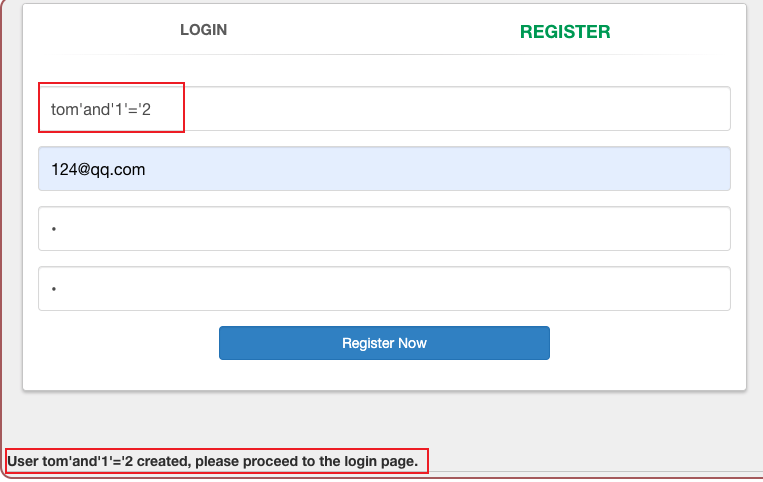 LOGIN
REGISTER
tom'and'1'='2
124@qq.com
•
•
Register Now
User tom'and'1'='2 created, please proceed to the login page.